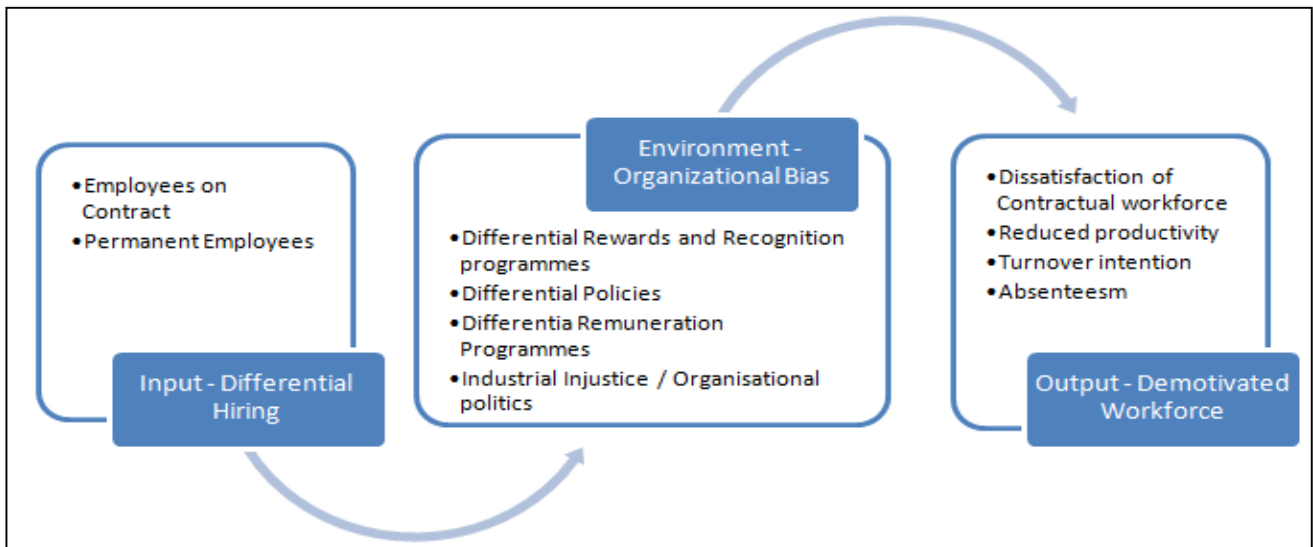 •Employees on
Contract
•Permanent Employees
Input - Differential
Hiring
Environment -
Organizational Bias
•Differential Rewards and Recognition
programmes
•Differential Policies
•Differentia Remuneration
Programmes
•Industrial Injustice / Organisational
politics
•Dissatisfaction of
Contractual workforce
•Reduced productivity
•Turnover intention
•Absenteesm
Output - Demotivated
Workforce